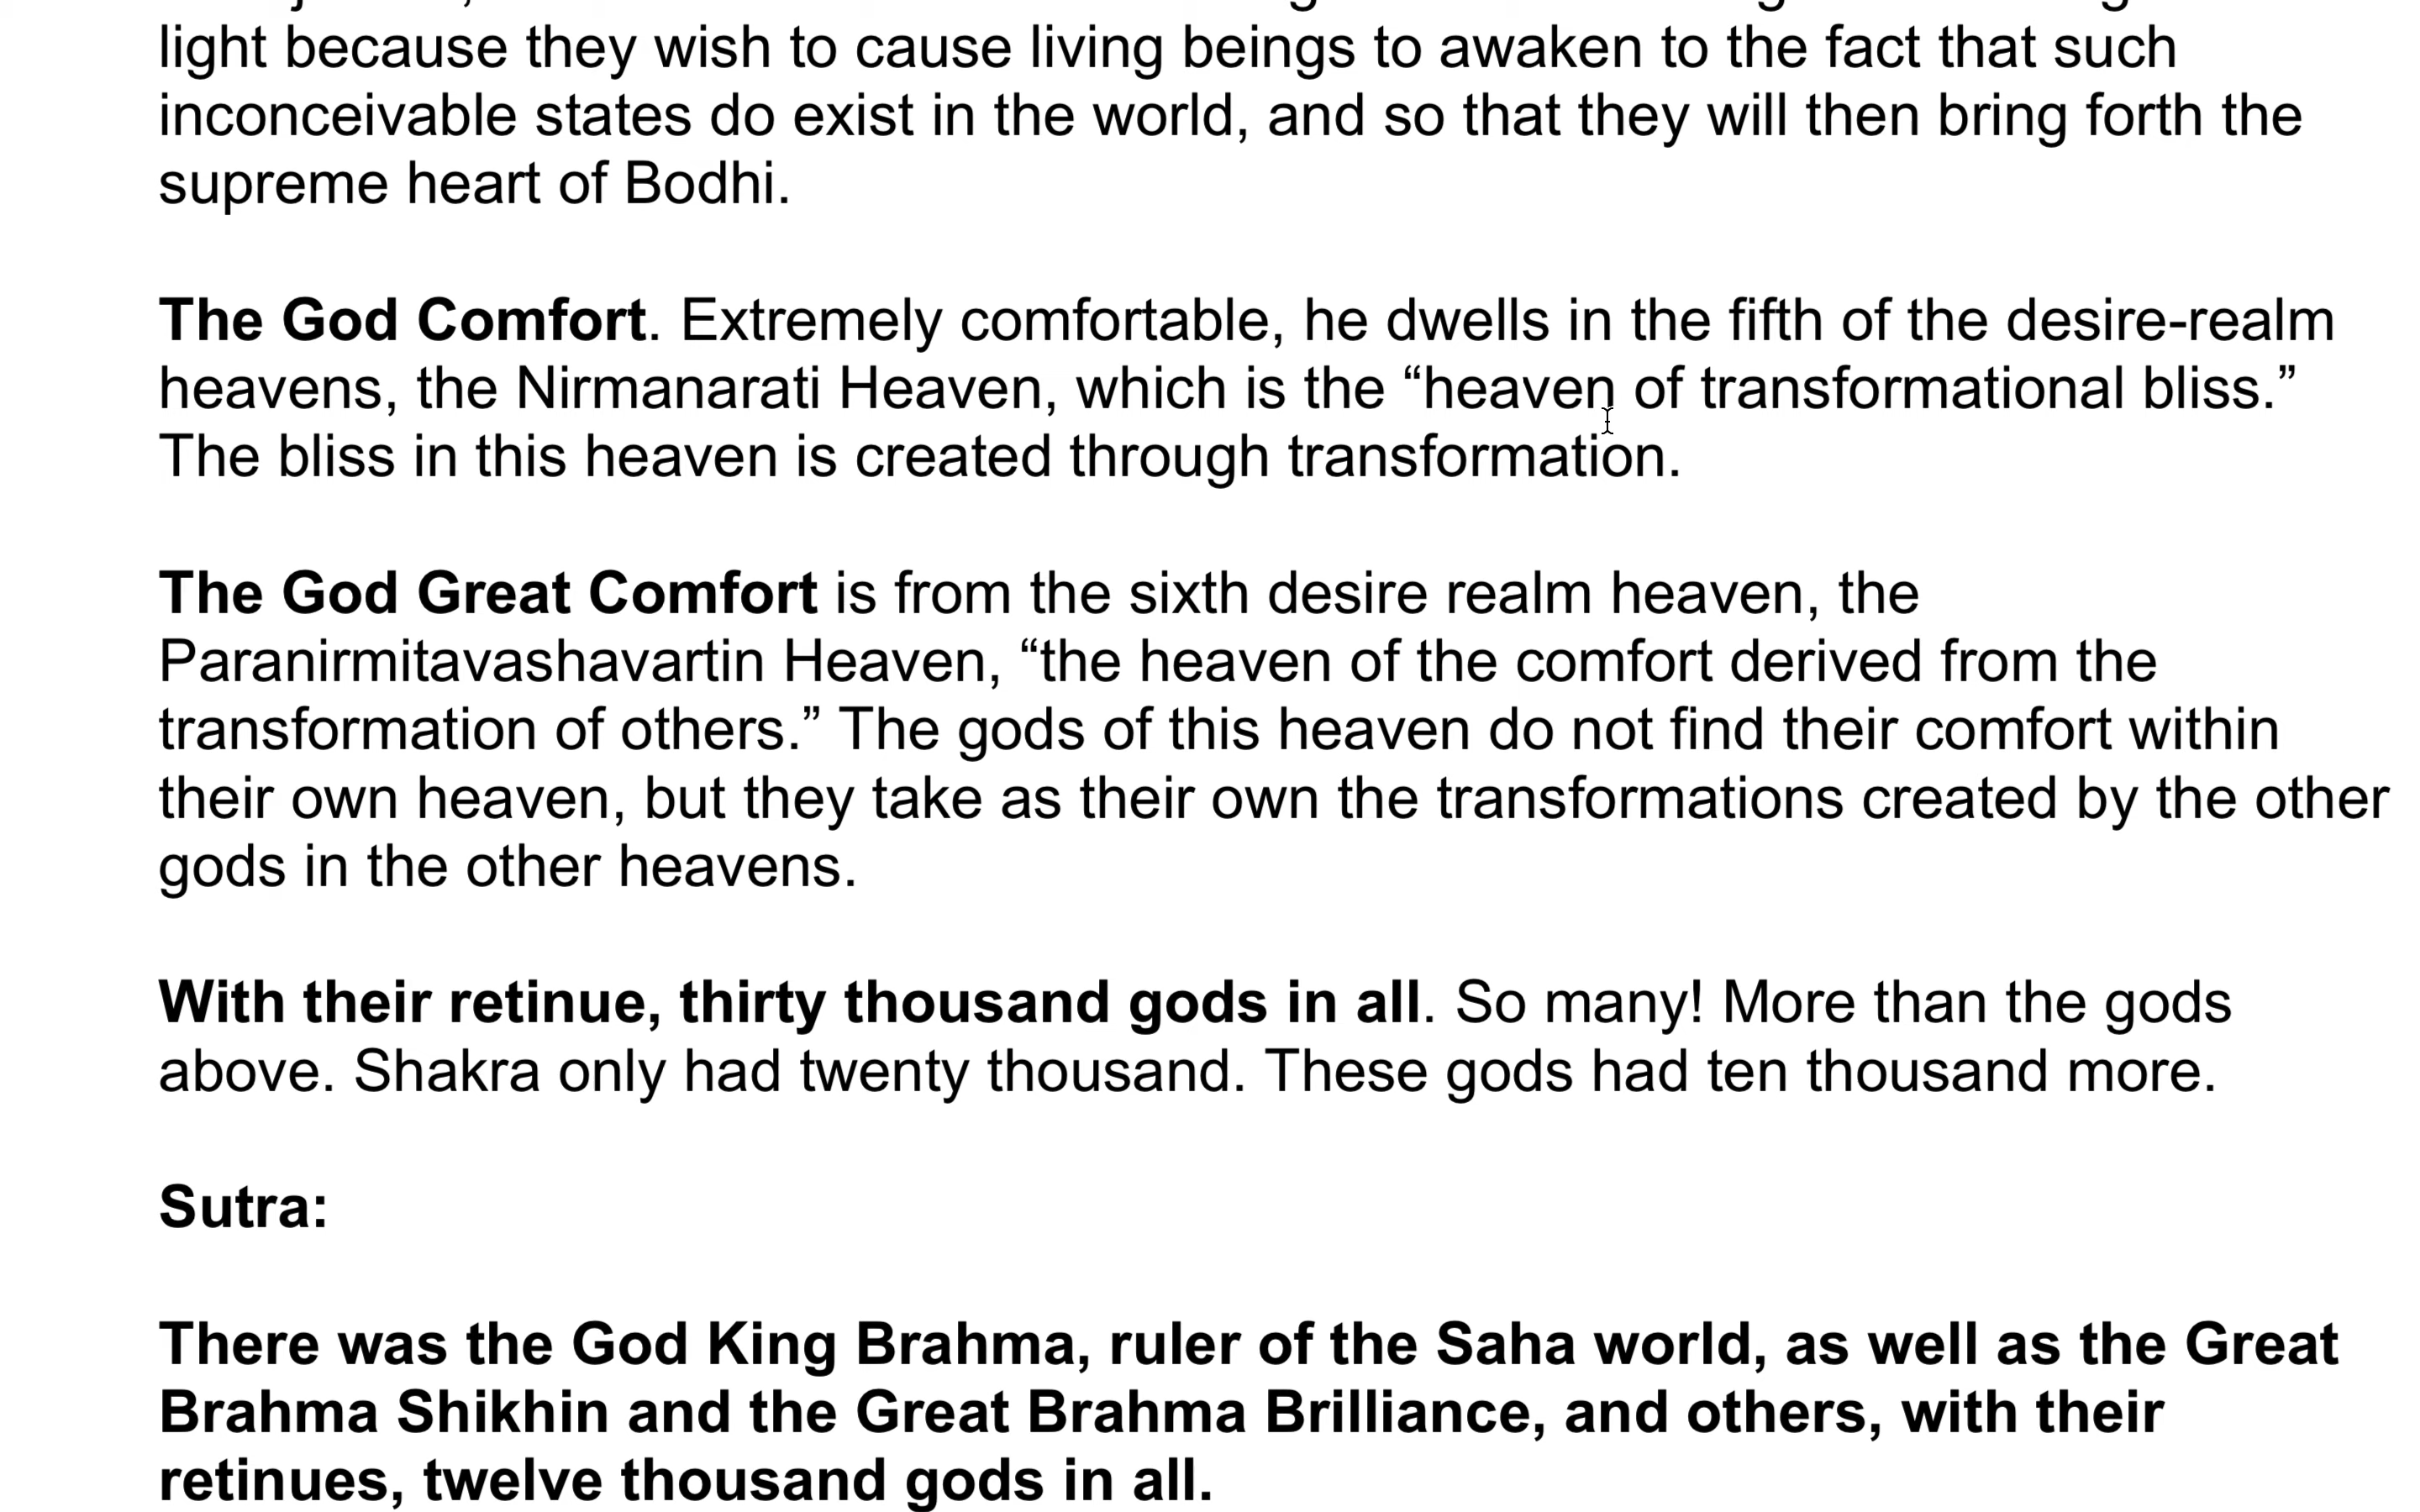 light because they wish to cause living beings to awaken to the fact that such
inconceivable states do exist in the world, and so that they will then bring forth the
supreme heart of Bodhi.
The God Comfort. Extremely comfortable, he dwells in the fifth of the desire-realm
heavens, the Nirmanarati Heaven, which is the “heaven of transformational bliss.”
The bliss in this heaven is created through transformation.
The God Great Comfort is from the sixth desire realm heaven, the
Paranirmitavashavartin Heaven, “the heaven of the comfort derived from the
transformation of others.” The gods of this heaven do not find their comfort within
their own heaven, but they take as their own the transformations created by the other
gods in the other heavens.
With their retinue, thirty thousand gods in all. So many! More than the gods
above. Shakra only had twenty thousand. These gods had ten thousand more.
Sutra:
There was the God King Brahma, ruler of the Saha world, as well as the Great
Brahma Shikhin and the Great Brahma Brilliance, and others, with their
retinues, twelve thousand gods in all.